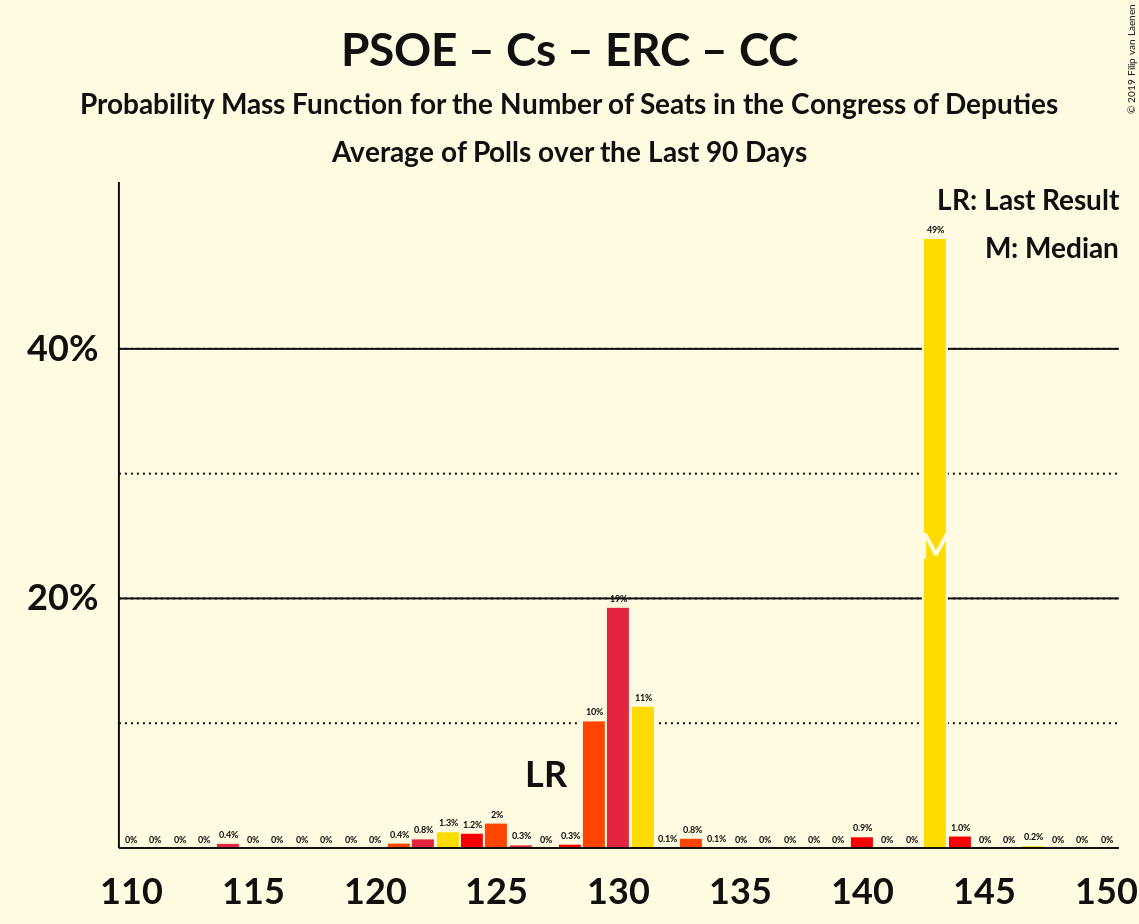 PSOE – Cs – ERC – CC
Probability Mass Function for the Number of Seats in the Congress of Deputies
Average of Polls over the Last 90 Days
© 2019 Filip van Laenen
LR: Last Result
M: Median
40%
20%
0% 0% 0% 0% 0.4% 0% 0% 0% 0% 0% 0% 0.4% 0.8% 1.3% 1.2% 2% 0.3% 0% 0.3% 10% 19% 11% 0.1% 0.8% 0.1% 0% 0% 0% 0% 0% 0.9% 0% 0% 49% 1.0% 0% 0% 0.2% 0% 0% 0%
LR
M
110 115 120 125 130 135 140 145 150